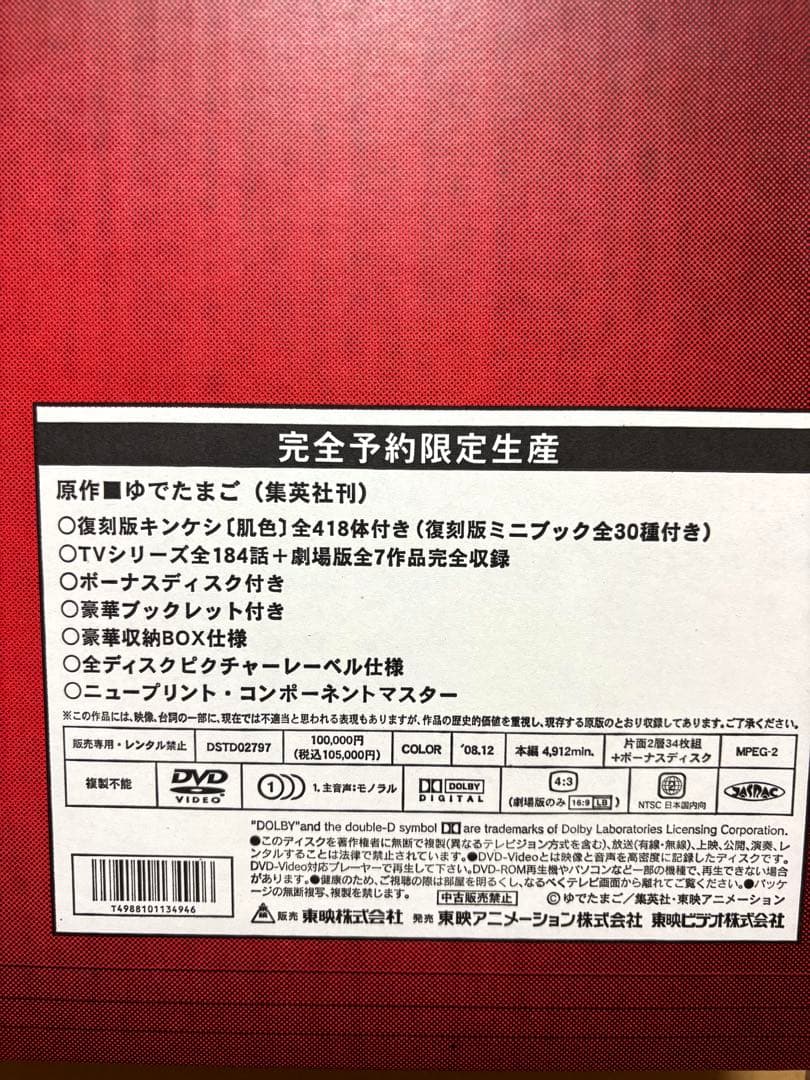 完全予約限定生産
原作■ゆでたまご（集英社刊）
○復刻版キンケシ〔肌色〕全418体付き（復刻版ミニブック全30種付き）
○TVシリーズ全184話＋劇場版全7作品完全収録
○ボーナスディスク付き
○豪華ブックレット付き
○豪華収納BOX仕様
○全ディスクピクチャーレーベル仕様
○ニュープリント・コンポーネントマスター
※この作品には、映像、台詞の一部に、現在では不適当と思われる表現もありますが、作品の歴史的価値を重視し、現存する原版のとおり収録してあります。ご了承ください。
販売専用・レンタル禁止 DSTD02797 100,000円 (税込105,000円) COLOR '08.12 本編 4,912min. 片面2層34枚組 +ボーナスディスク MPEG-2
複製不能 DVD VIDEO 1 1. 主音声:モノラル DOLBY DIGITAL 4:3 (劇場版のみ 16:9 LB ) 2 NTSC 日本国内向 JASRAC
"DOLBY"and the double-D symbol are trademarks of Dolby Laboratories Licensing Corporation.
●このディスクを著作権者に無断で複製(異なるテレビジョン方式を含む)、放送(有線・無線)、上映、公開、演奏、レ
ンタルすることは法律で禁止されています。●DVD-Videoとは映像と音声を高密度に記録したディスクです。
DVD-Video対応プレーヤーで再生して下さい。DVD-ROM再生機やパソコンなど一部の機種で、再生できない場合
があります。●健康のため、ご視聴の際は部屋を明るくし、なるべくテレビ画面から離れてご覧ください。●パッケ
ージの無断複写、複製を禁じます。 中古販売禁止 ©ゆでたまご/集英社・東映アニメーション
T4988101134946
販売 東映株式会社 発売 東映アニメーション株式会社 東映ビデオ株式会社